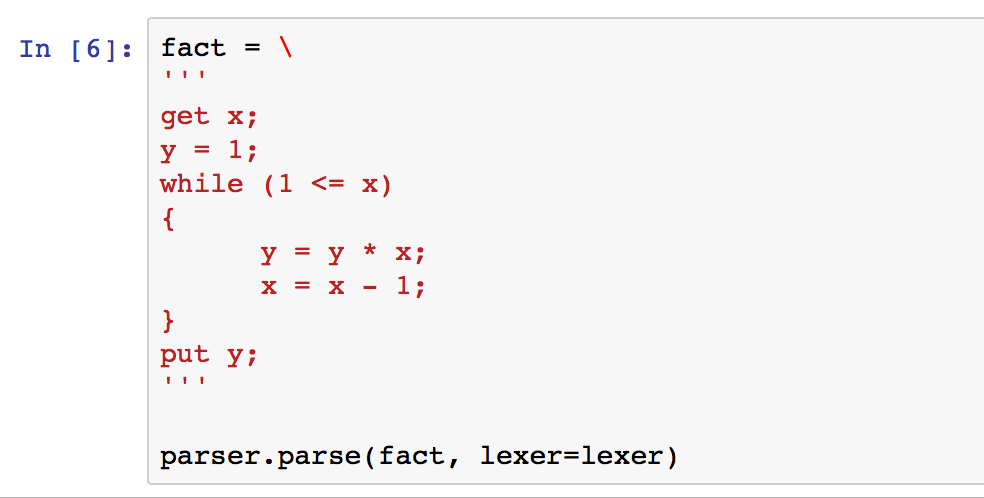 In [6]: fact = \
'''
get x;
y = 1;
while (1 <= x)
{
      y = y * x;
      x = x - 1;
}
put y;
'''
parser.parse(fact, lexer=lexer)